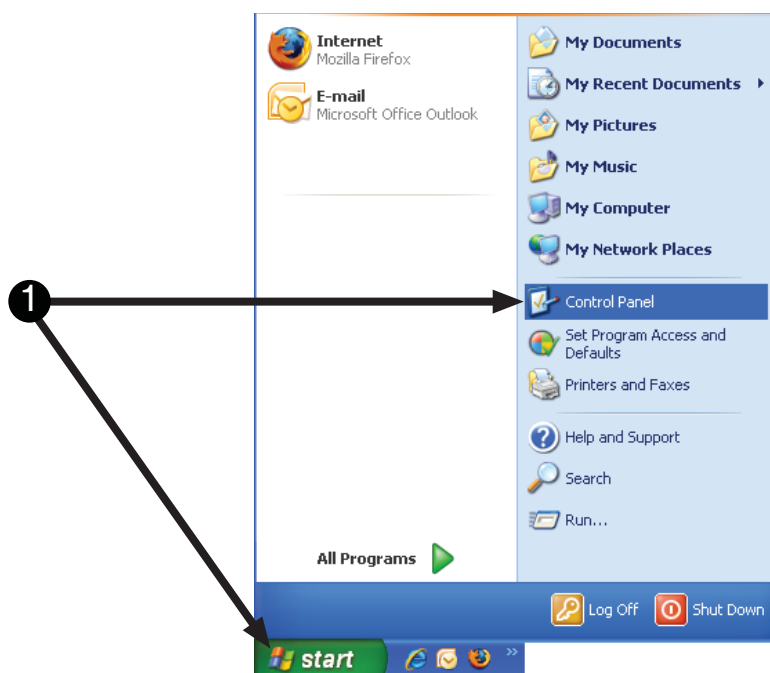 Internet
Mozilla Firefox
E-mail
Microsoft Office Outlook
All Programs
My Documents
My Recent Documents
My Pictures
My Music
My Computer
My Network Places
Control Panel
Set Program Access and
Defaults
Printers and Faxes
Help and Support
Search
Run...
1
Log Off
Shut Down
start
»